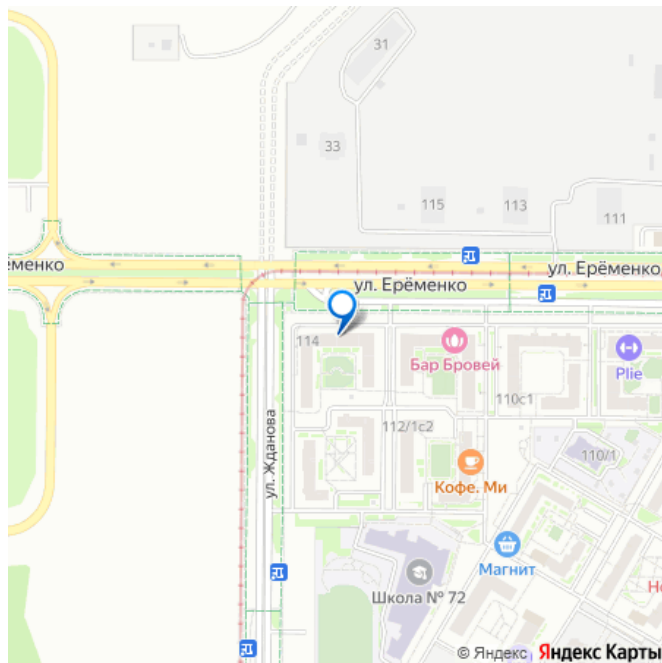 31
33
115
113
111
ул. Ерёменко
еменко
ул. Ерёменко
114
Бар Бровей
Plie
110с1
ул. Жданова
112/1с2
110/1
Кофе. Ми
Магнит
Школа № 72
Но
© Яндекс Яндекс Карты